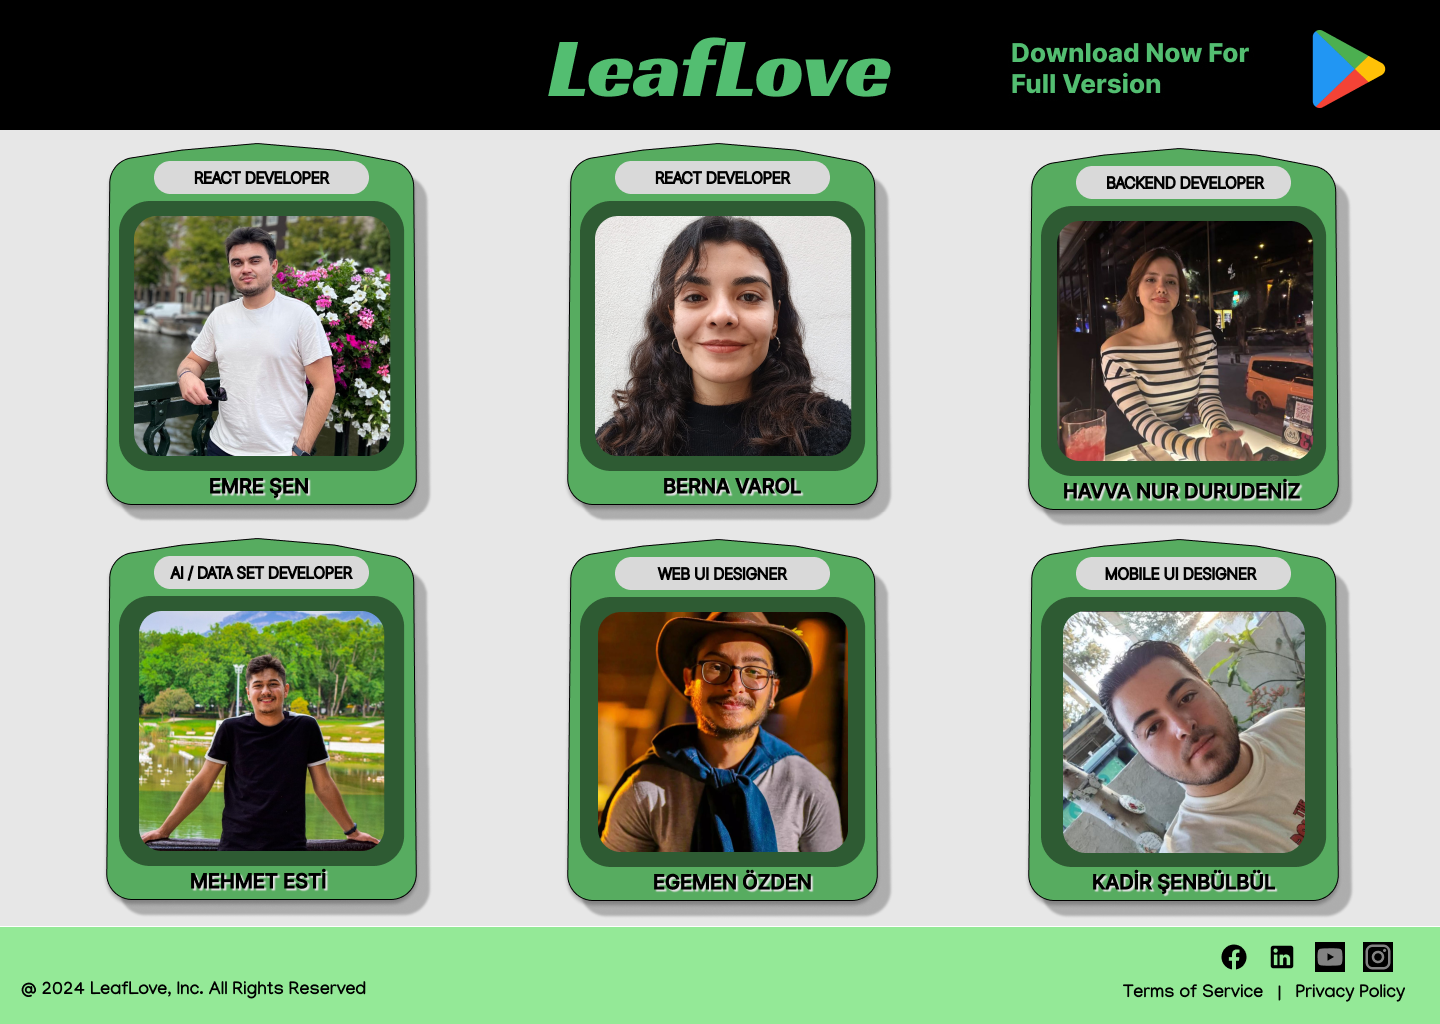 LeafLove
Download Now For
Full Version
REACT DEVELOPER
REACT DEVELOPER
BACKEND DEVELOPER
EMRE ŞEN
BERNA VAROL
HAVVA NUR DURUDENİZ
AI / DATA SET DEVELOPER
WEB UI DESIGNER
MOBILE UI DESIGNER
MEHMET ESTİ
EGEMEN ÖZDEN
KADİR ŞENBÜLBÜL
@ 2024 LeafLove, Inc. All Rights Reserved
Terms of Service | Privacy Policy